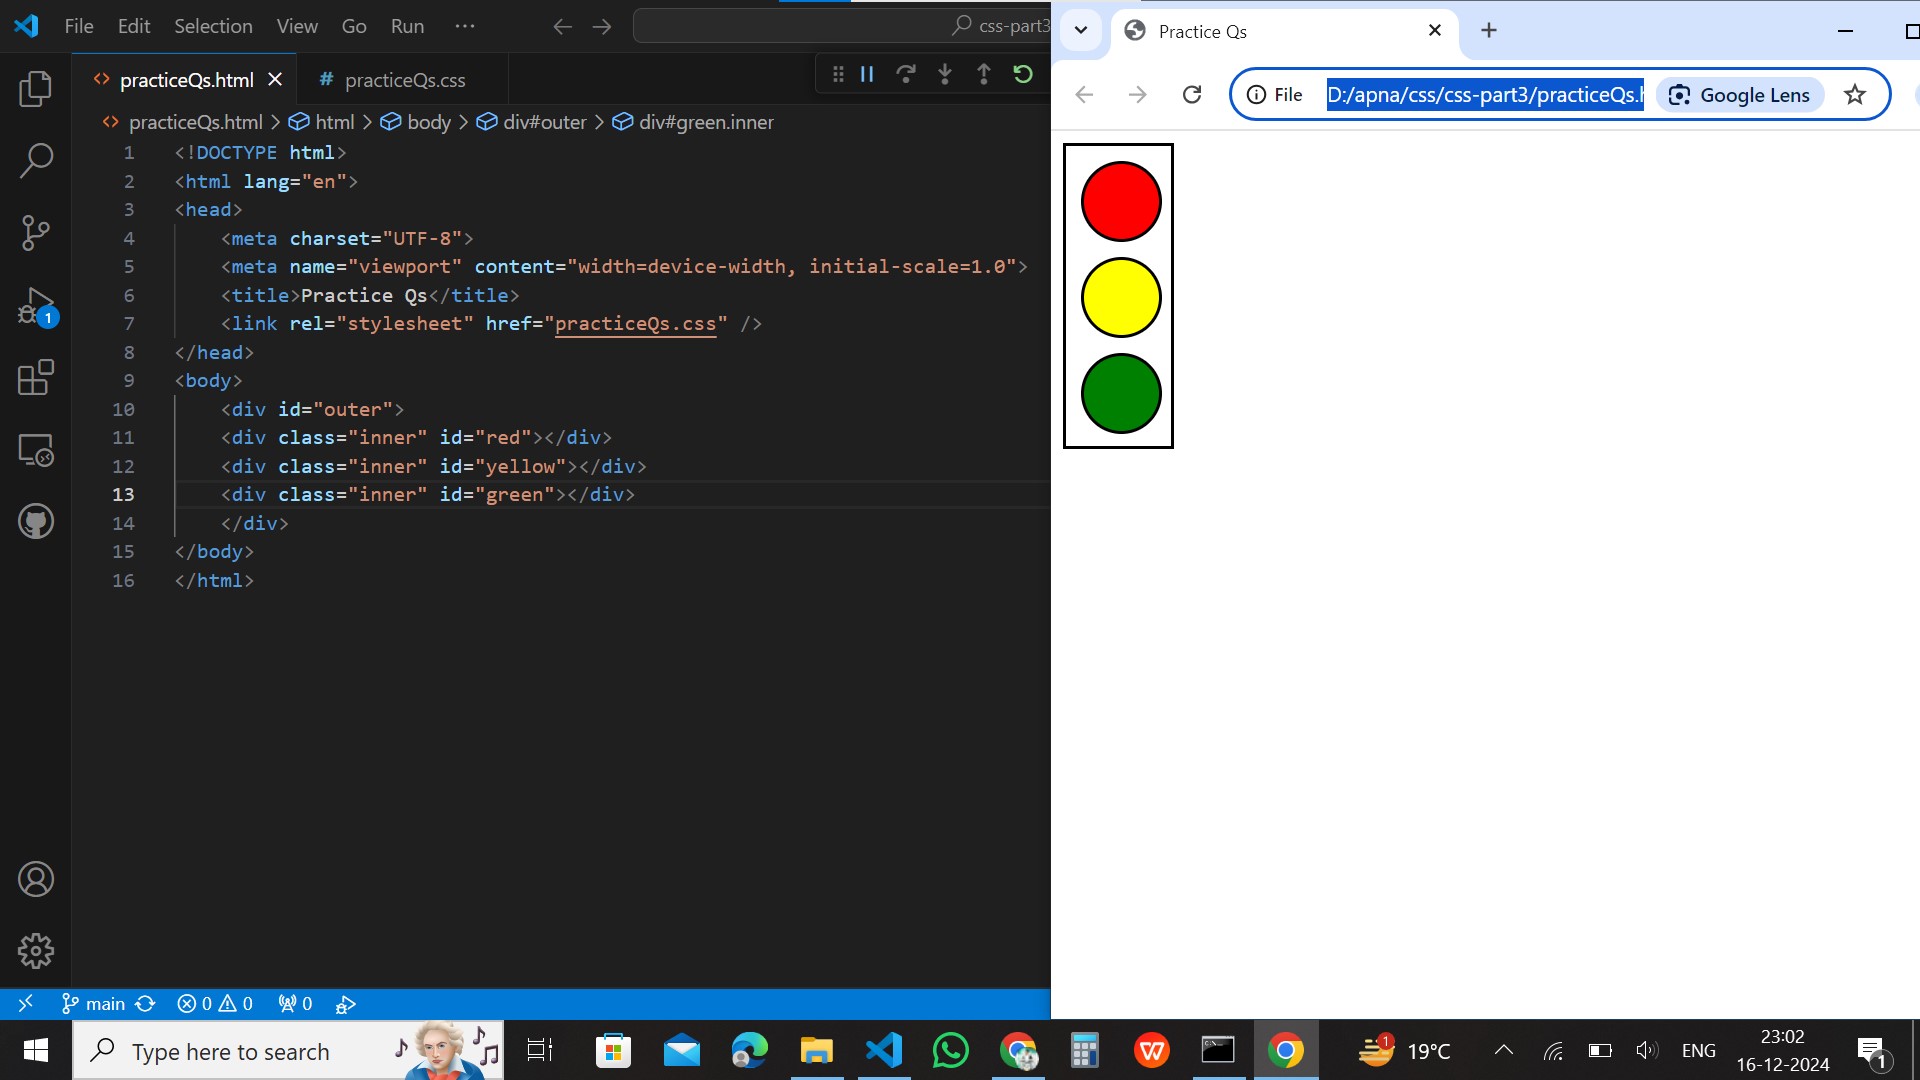 File Edit Selection View Go Run ··· css-part3
practiceQs.html practiceQs.css
practiceQs.html > html > body > div#outer > div#green.inner
1 <!DOCTYPE html>
2 <html lang="en">
3 <head>
4 <meta charset="UTF-8">
5 <meta name="viewport" content="width=device-width, initial-scale=1.0">
6 <title>Practice Qs</title>
7 <link rel="stylesheet" href="practiceQs.css" />
8 </head>
9 <body>
10 <div id="outer">
11 <div class="inner" id="red"></div>
12 <div class="inner" id="yellow"></div>
13 <div class="inner" id="green"></div>
14 </div>
15 </body>
16 </html>
1
main 0 0 0
Practice Qs
File D:/apna/css/css-part3/practiceQs.h Google Lens
Type here to search
1 19°C ENG 23:02
16-12-2024
1